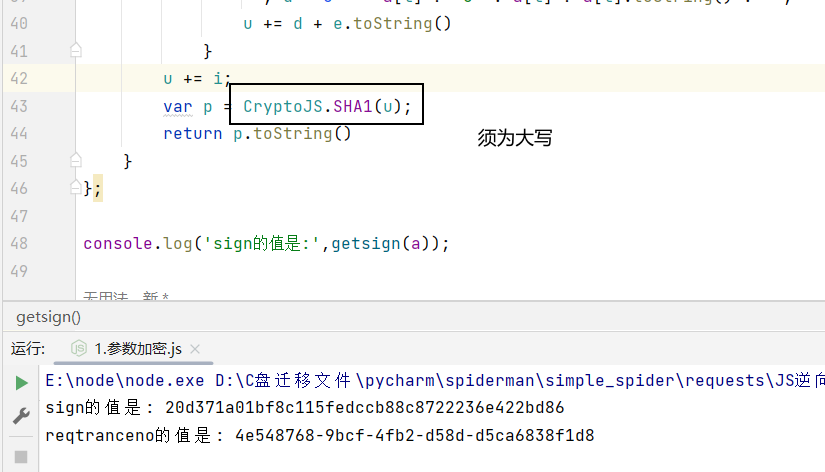 40 u += d + e.toString()
41 }
42 u += i;
43 var p = CryptoJS.SHA1(u);
须为大写
44 return p.toString()
45 }
46 };
47
48 console.log('sign的值是:',getsign(a));
49
无用法 新 *
getsign()
运行: 1.参数加密.js
E:\node\node.exe D:\C盘迁移文件\pycharm\spiderman\simple_spider\requests\JS逆向
sign的值是: 20d371a01bf8c115fedccb88c8722236e422bd86
reqtranceno的值是: 4e548768-9bcf-4fb2-d58d-d5ca6838f1d8